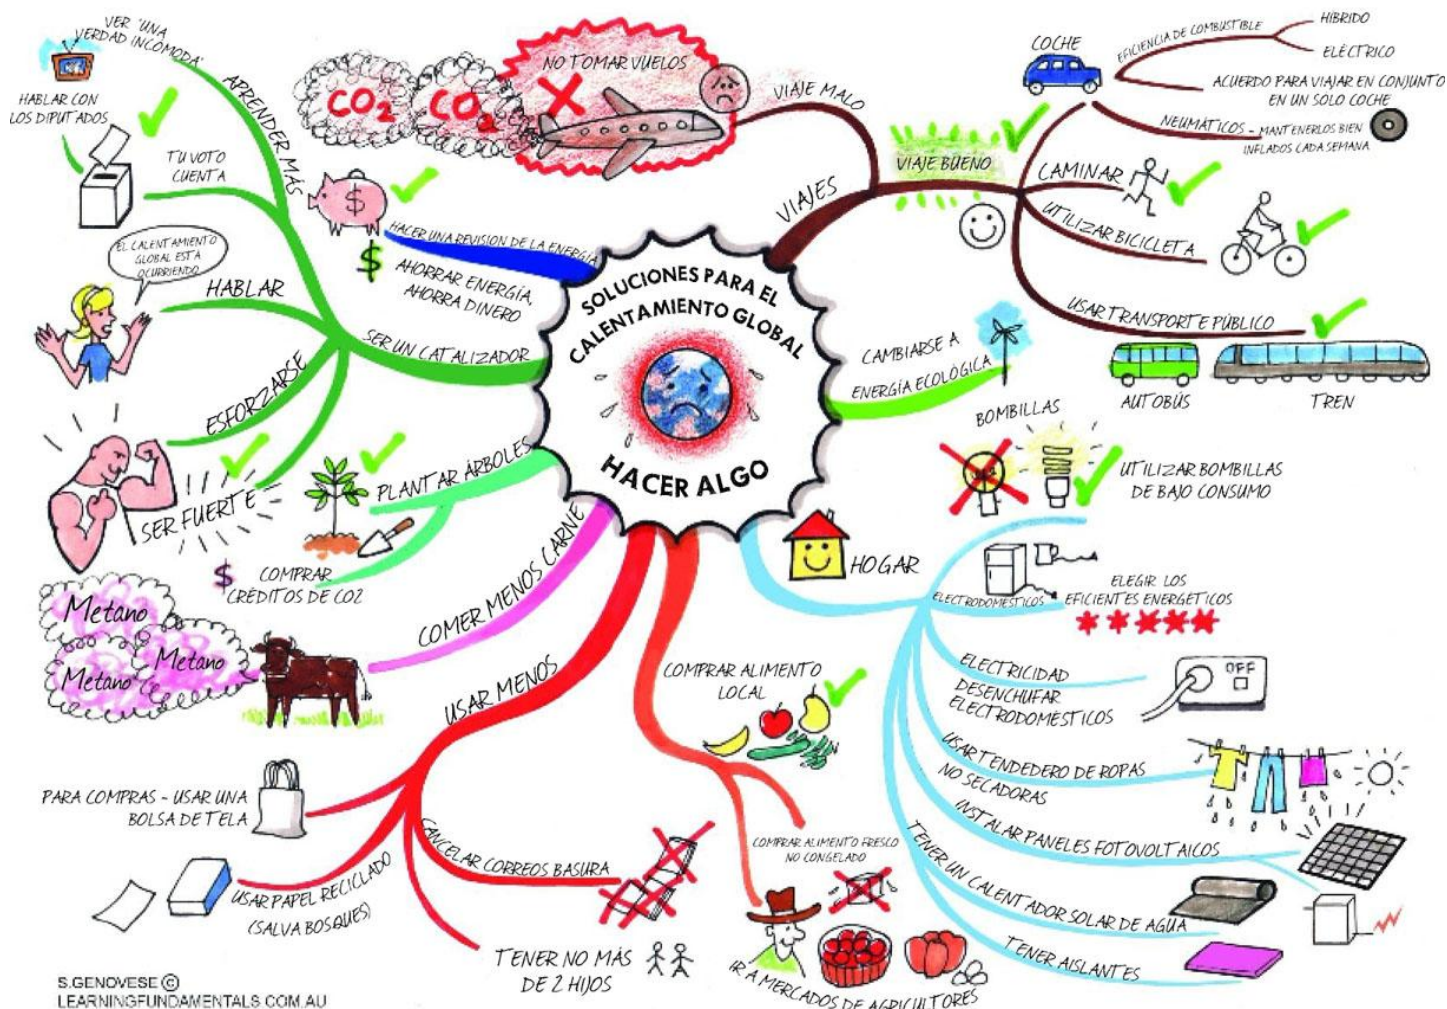 SOLUCIONES PARA EL
CALENTAMIENTO GLOBAL
HACER ALGO
VIAJES
VIAJE MALO
NO TOMAR VUELOS
CO2
CO2
VIAJE BUENO
COCHE
EFICIENCIA DE COMBUSTIBLE
HÍBRIDO
ELÉCTRICO
ACUERDO PARA VIAJAR EN CONJUNTO
EN UN SOLO COCHE
NEUMÁTICOS - MANTENERLOS BIEN
INFLADOS CADA SEMANA
CAMINAR
UTILIZAR BICICLETA
USAR TRANSPORTE PÚBLICO
AUTOBÚS
TREN
CAMBIARSE A
ENERGÍA ECOLÓGICA
HOGAR
BOMBILLAS
UTILIZAR BOMBILLAS
DE BAJO CONSUMO
ELECTRODOMÉSTICOS
ELEGIR LOS
EFICIENTES ENERGÉTICOS
ELECTRICIDAD
DESENCHUFAR
ELECTRODOMÉSTICOS
OFF
USAR TENDEDERO DE ROPAS
NO SECADORAS
INSTALAR PANELES FOTOVOLTAICOS
TENER UN CALENTADOR SOLAR DE AGUA
TENER AISLANTES
COMPRAR ALIMENTO
LOCAL
COMPRAR ALIMENTO FRESCO
NO CONGELADO
IR A MERCADOS DE AGRICULTORES
USAR MENOS
PARA COMPRAS - USAR UNA
BOLSA DE TELA
USAR PAPEL RECICLADO
(SALVA BOSQUES)
CANCELAR CORREOS BASURA
TENER NO MÁS
DE 2 HIJOS
COMER MENOS CARNE
Metano
Metano
Metano
PLANTAR ÁRBOLES
$ COMPRAR
CRÉDITOS DE CO2
SER UN CATALIZADOR
APRENDER MÁS
VER 'UNA
VERDAD INCÓMODA'
HABLAR CON
LOS DIPUTADOS
TU VOTO
CUENTA
HABLAR
EL CALENTAMIENTO
GLOBAL ESTÁ
OCURRIENDO
ESFORZARSE
SER FUERTE
HACER UNA REVISION DE LA ENERGÍA
$
$
AHORRAR ENERGÍA,
AHORRA DINERO
S.GENOVESE ©
LEARNINGFUNDAMENTALS.COM.AU